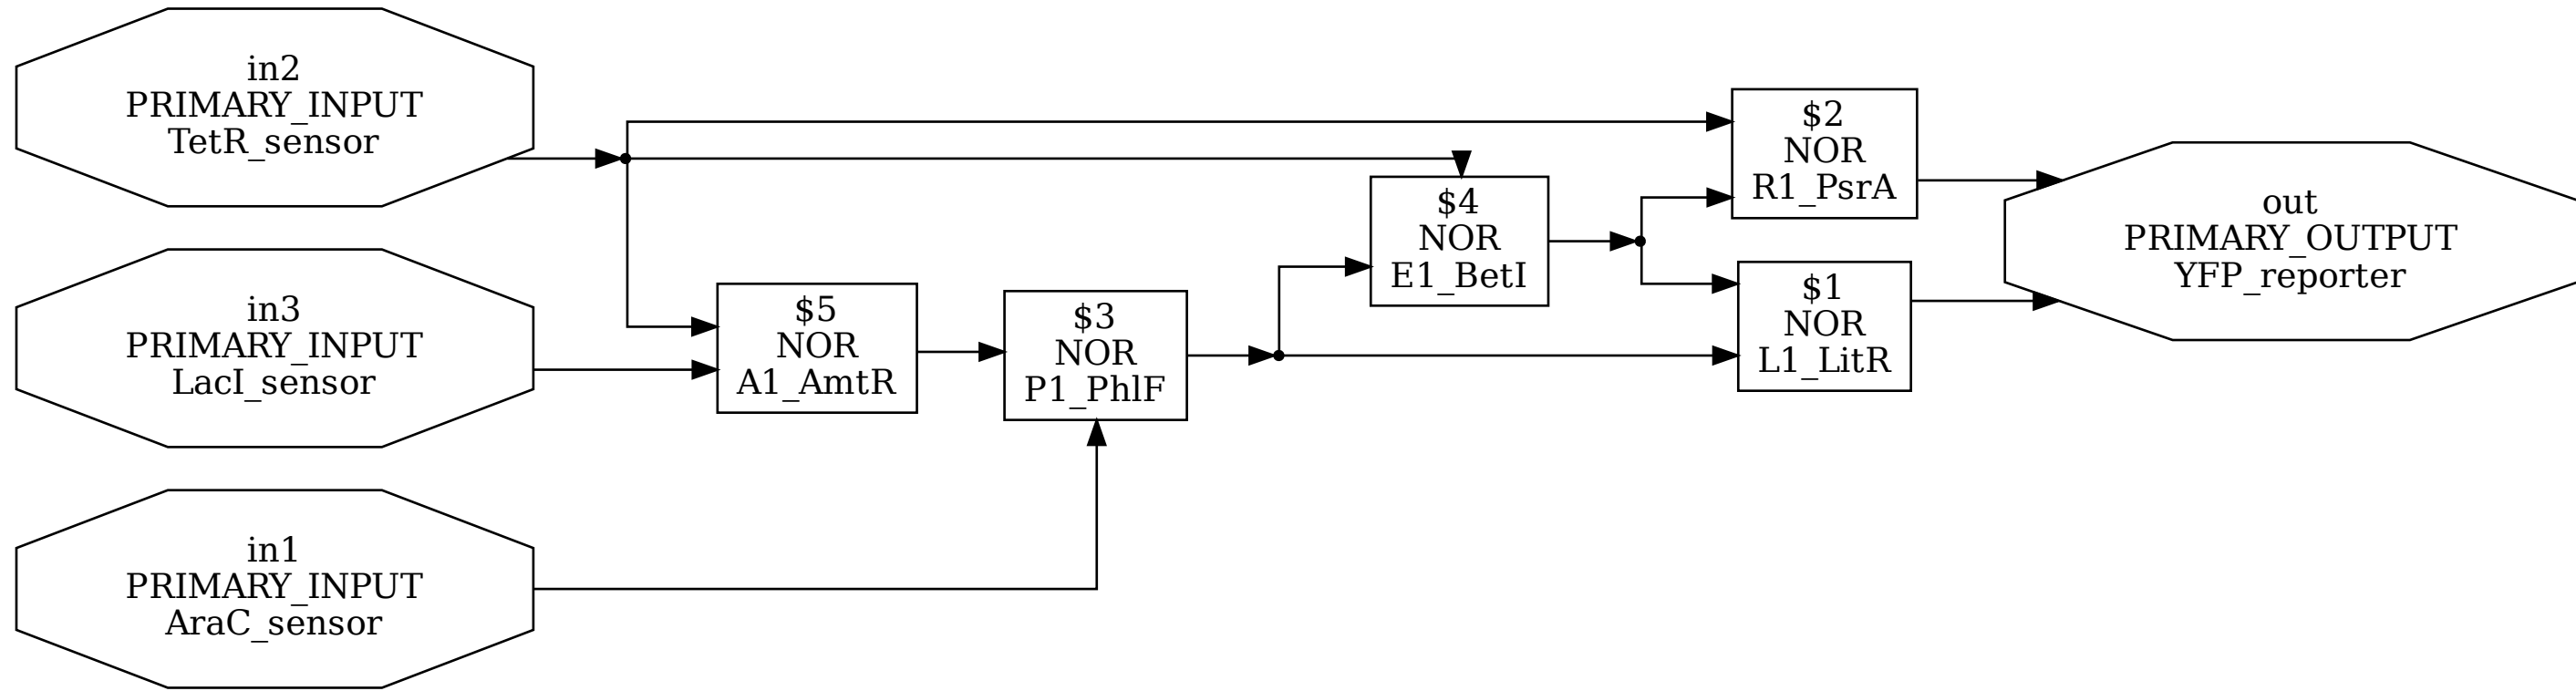 in2
PRIMARY_INPUT
TetR_sensor
in3
PRIMARY_INPUT
LacI_sensor
in1
PRIMARY_INPUT
AraC_sensor
$5
NOR
A1_AmtR
$3
NOR
P1_PhlF
$4
NOR
E1_BetI
$2
NOR
R1_PsrA
$1
NOR
L1_LitR
out
PRIMARY_OUTPUT
YFP_reporter